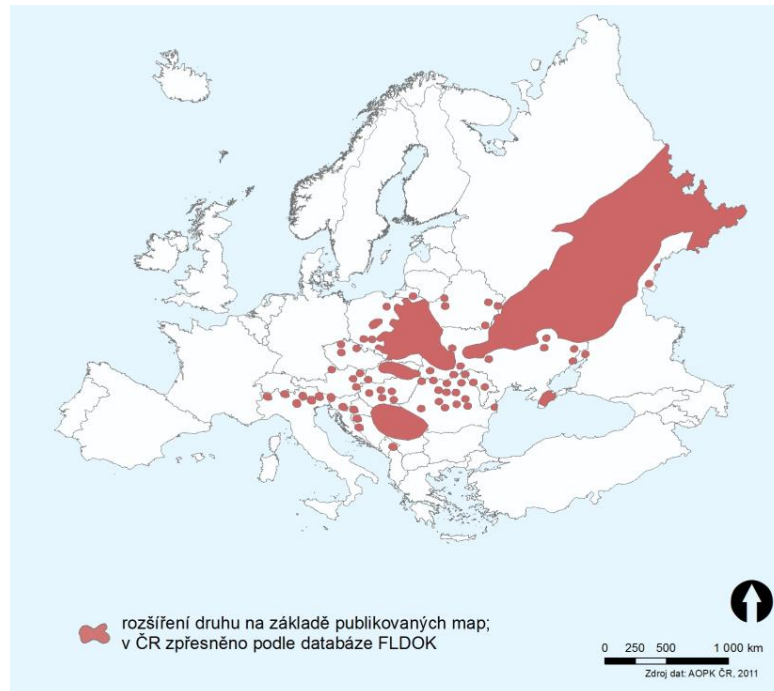 rozšíření druhu na základě publikovaných map;
v ČR zpřesněno podle databáze FLDOK
0 250 500 1 000 km
Zdroj dat: AOPK ČR, 2011